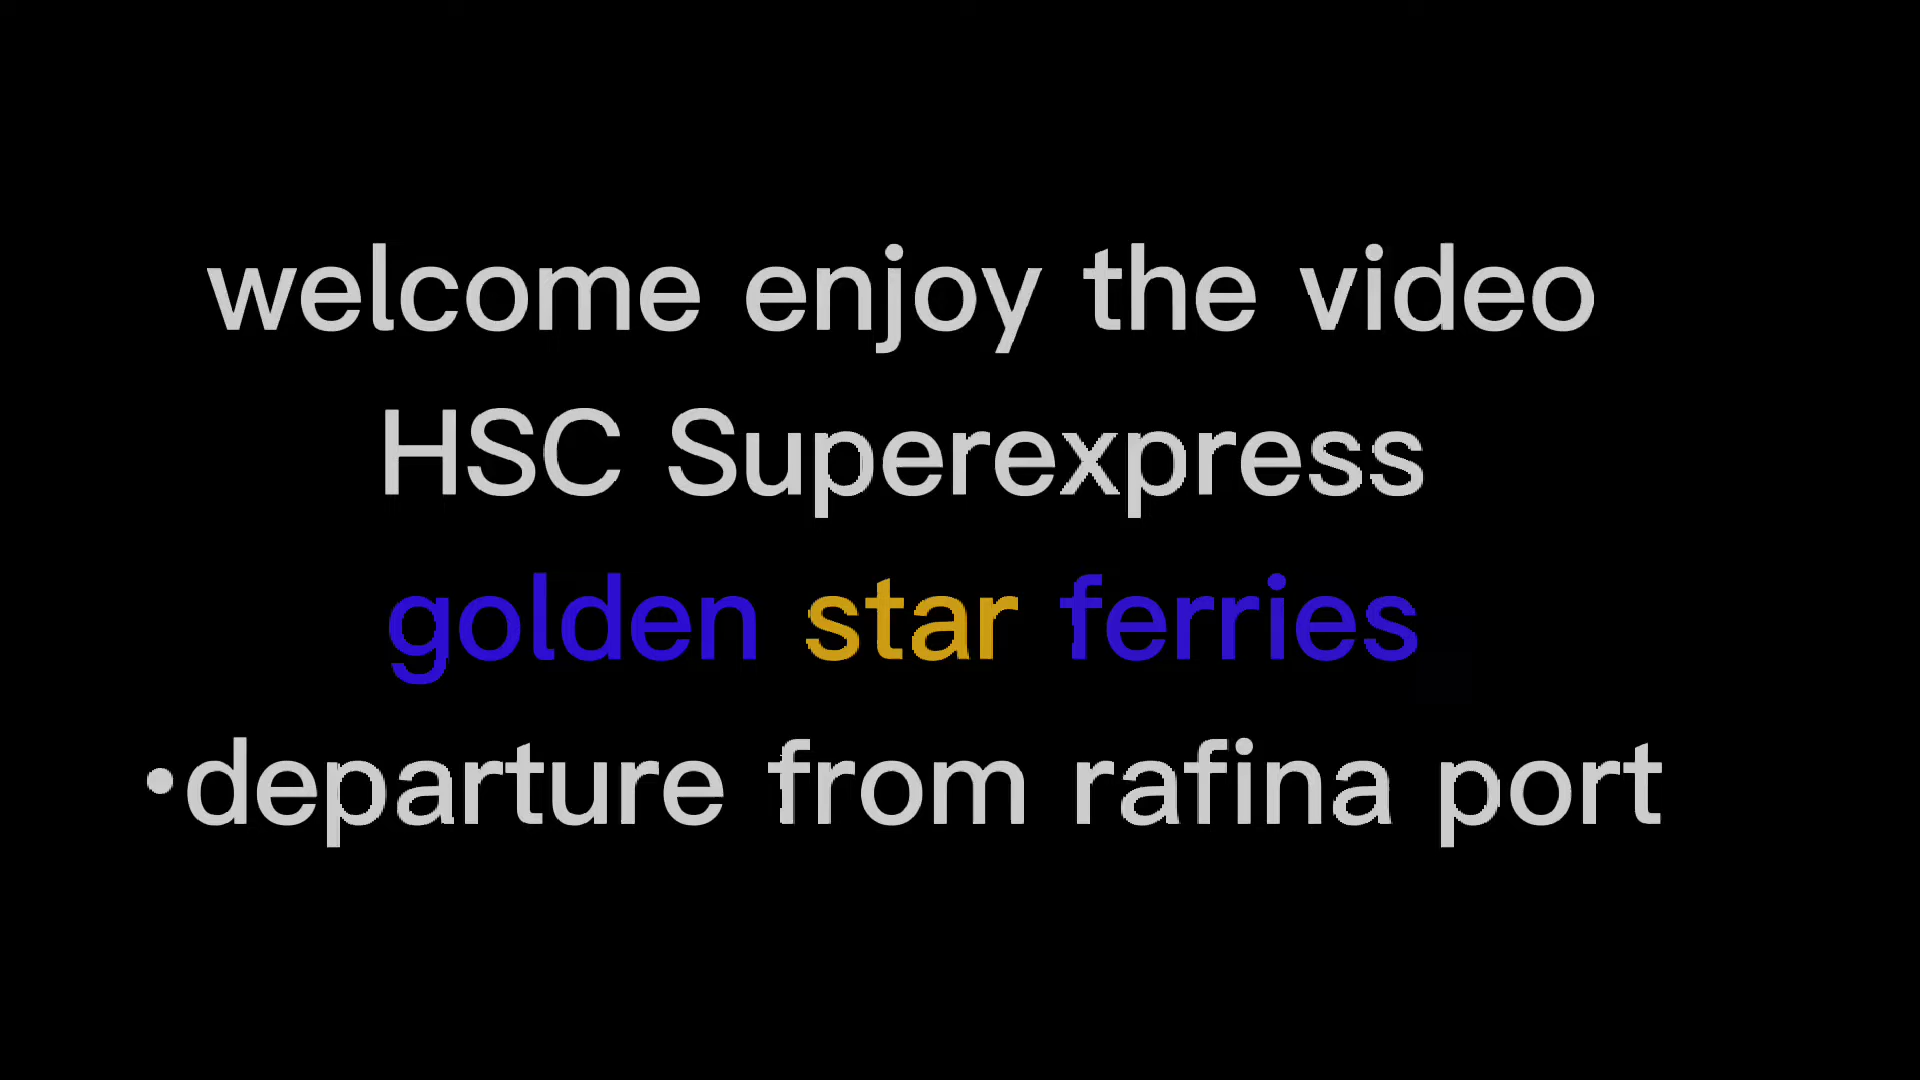 welcome enjoy the video
HSC Superexpress
golden star ferries
•departure from rafina port